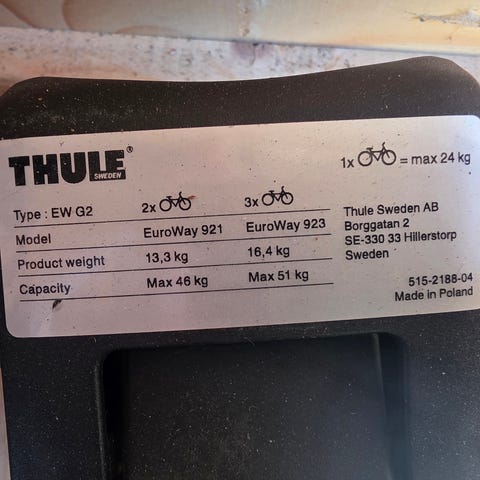 THULE®
SWEDEN
1x = max 24 kg
Type : EW G2 2x 3x
Model EuroWay 921 EuroWay 923
Product weight 13,3 kg 16,4 kg
Capacity Max 46 kg Max 51 kg
Thule Sweden AB
Borggatan 2
SE-330 33 Hillerstorp
Sweden
515-2188-04
Made in Poland